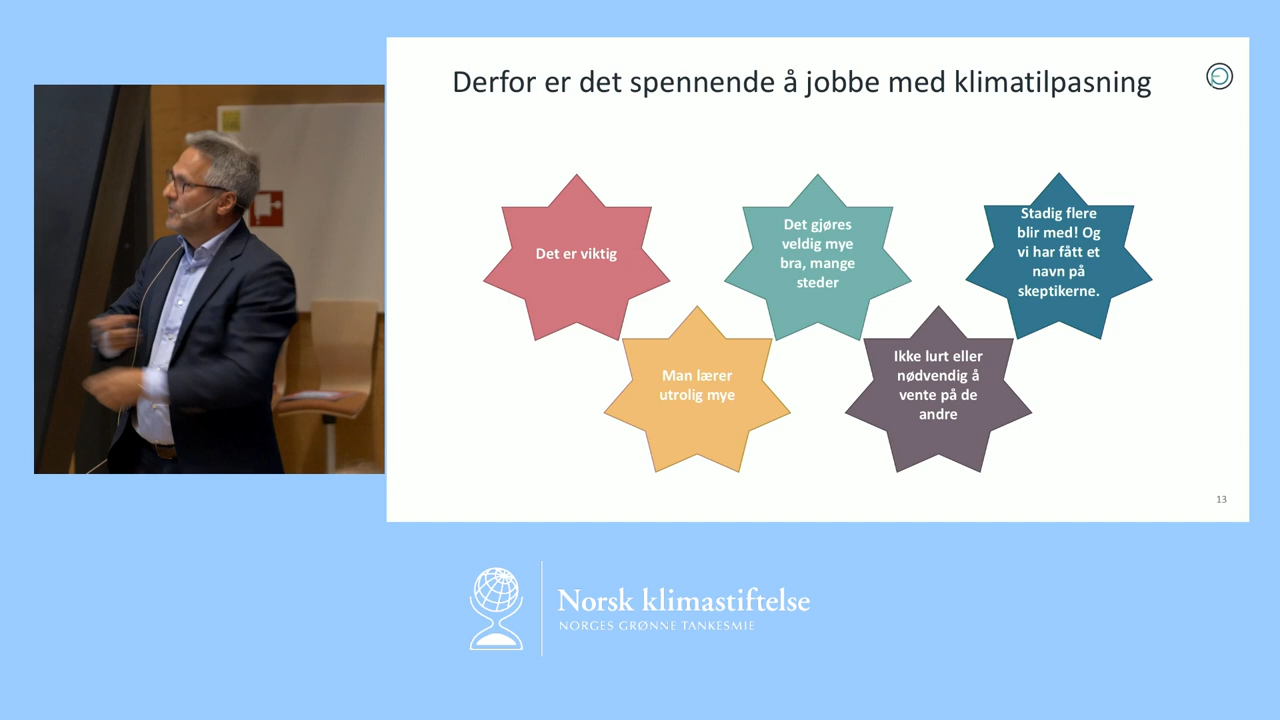 Derfor er det spennende å jobbe med klimatilpasning
Det er viktig
Man lærer
utrolig mye
Det gjøres
veldig mye
bra, mange
steder
Ikke lurt eller
nødvendig å
vente på de
andre
Stadig flere
blir med! Og
vi har fått et
navn på
skeptikerne.
13
Norsk klimastiftelse
NORGES GRØNNE TANKESMIE